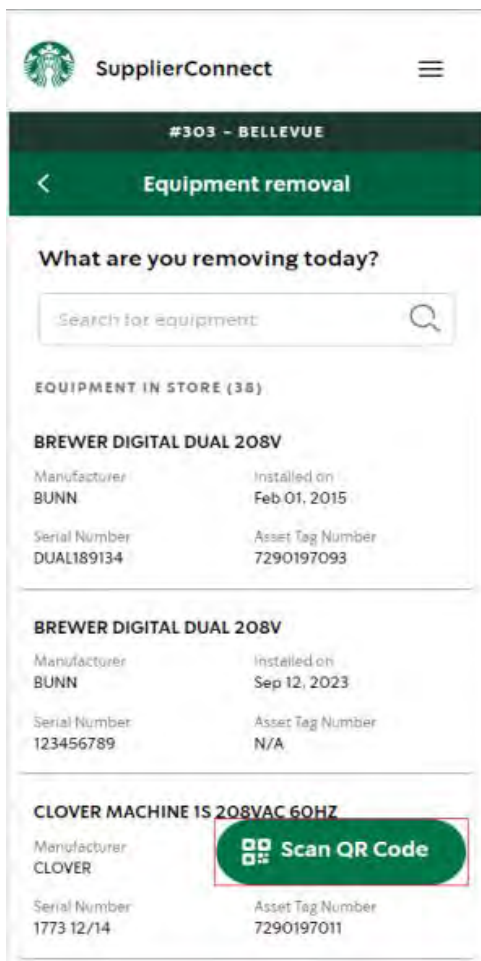 SupplierConnect
#303 - BELLEVUE
< Equipment removal
What are you removing today?
Search for equipment
EQUIPMENT IN STORE (38)
BREWER DIGITAL DUAL 208V
Manufacturer Installed on
BUNN Feb 01, 2015
Serial Number Asset Tag Number
DUAL189134 7290197093
BREWER DIGITAL DUAL 208V
Manufacturer Installed on
BUNN Sep 12, 2023
Serial Number Asset Tag Number
123456789 N/A
CLOVER MACHINE 1S 208VAC 60HZ
Manufacturer
CLOVER
Scan QR Code
Serial Number Asset Tag Number
1773 12/14 7290197011